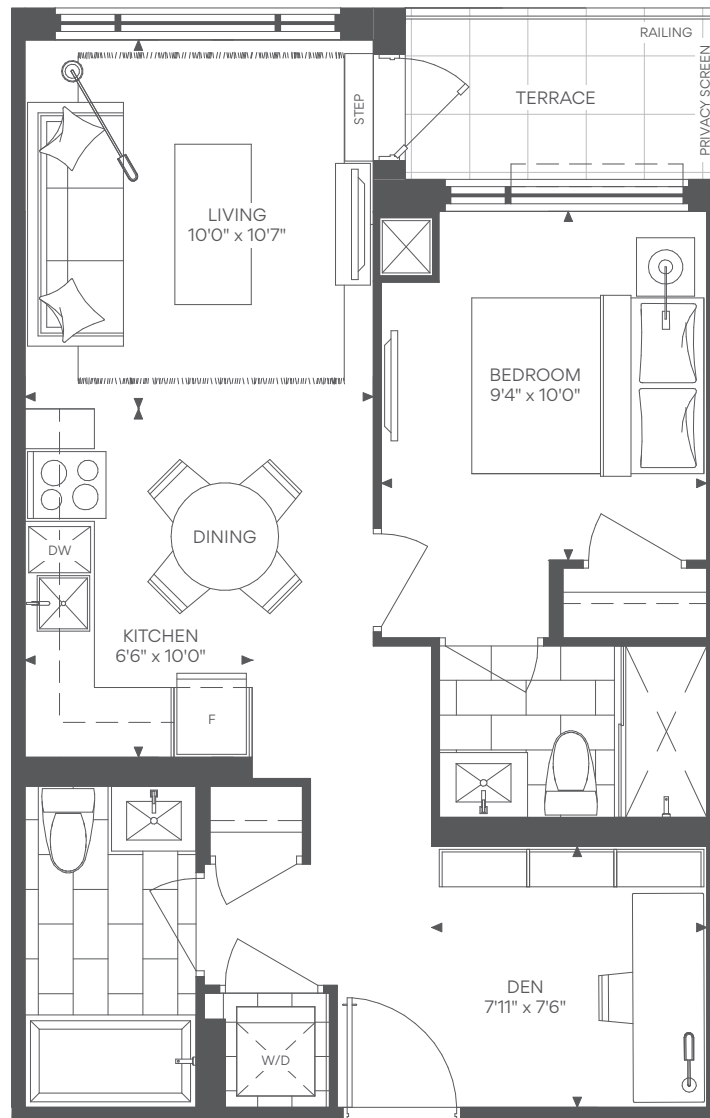 RAILING
PRIVACY SCREEN
TERRACE
STEP
LIVING
10'0" x 10'7"
BEDROOM
9'4" x 10'0"
DINING
DW
KITCHEN
6'6" x 10'0"
F
DEN
7'11" x 7'6"
W/D